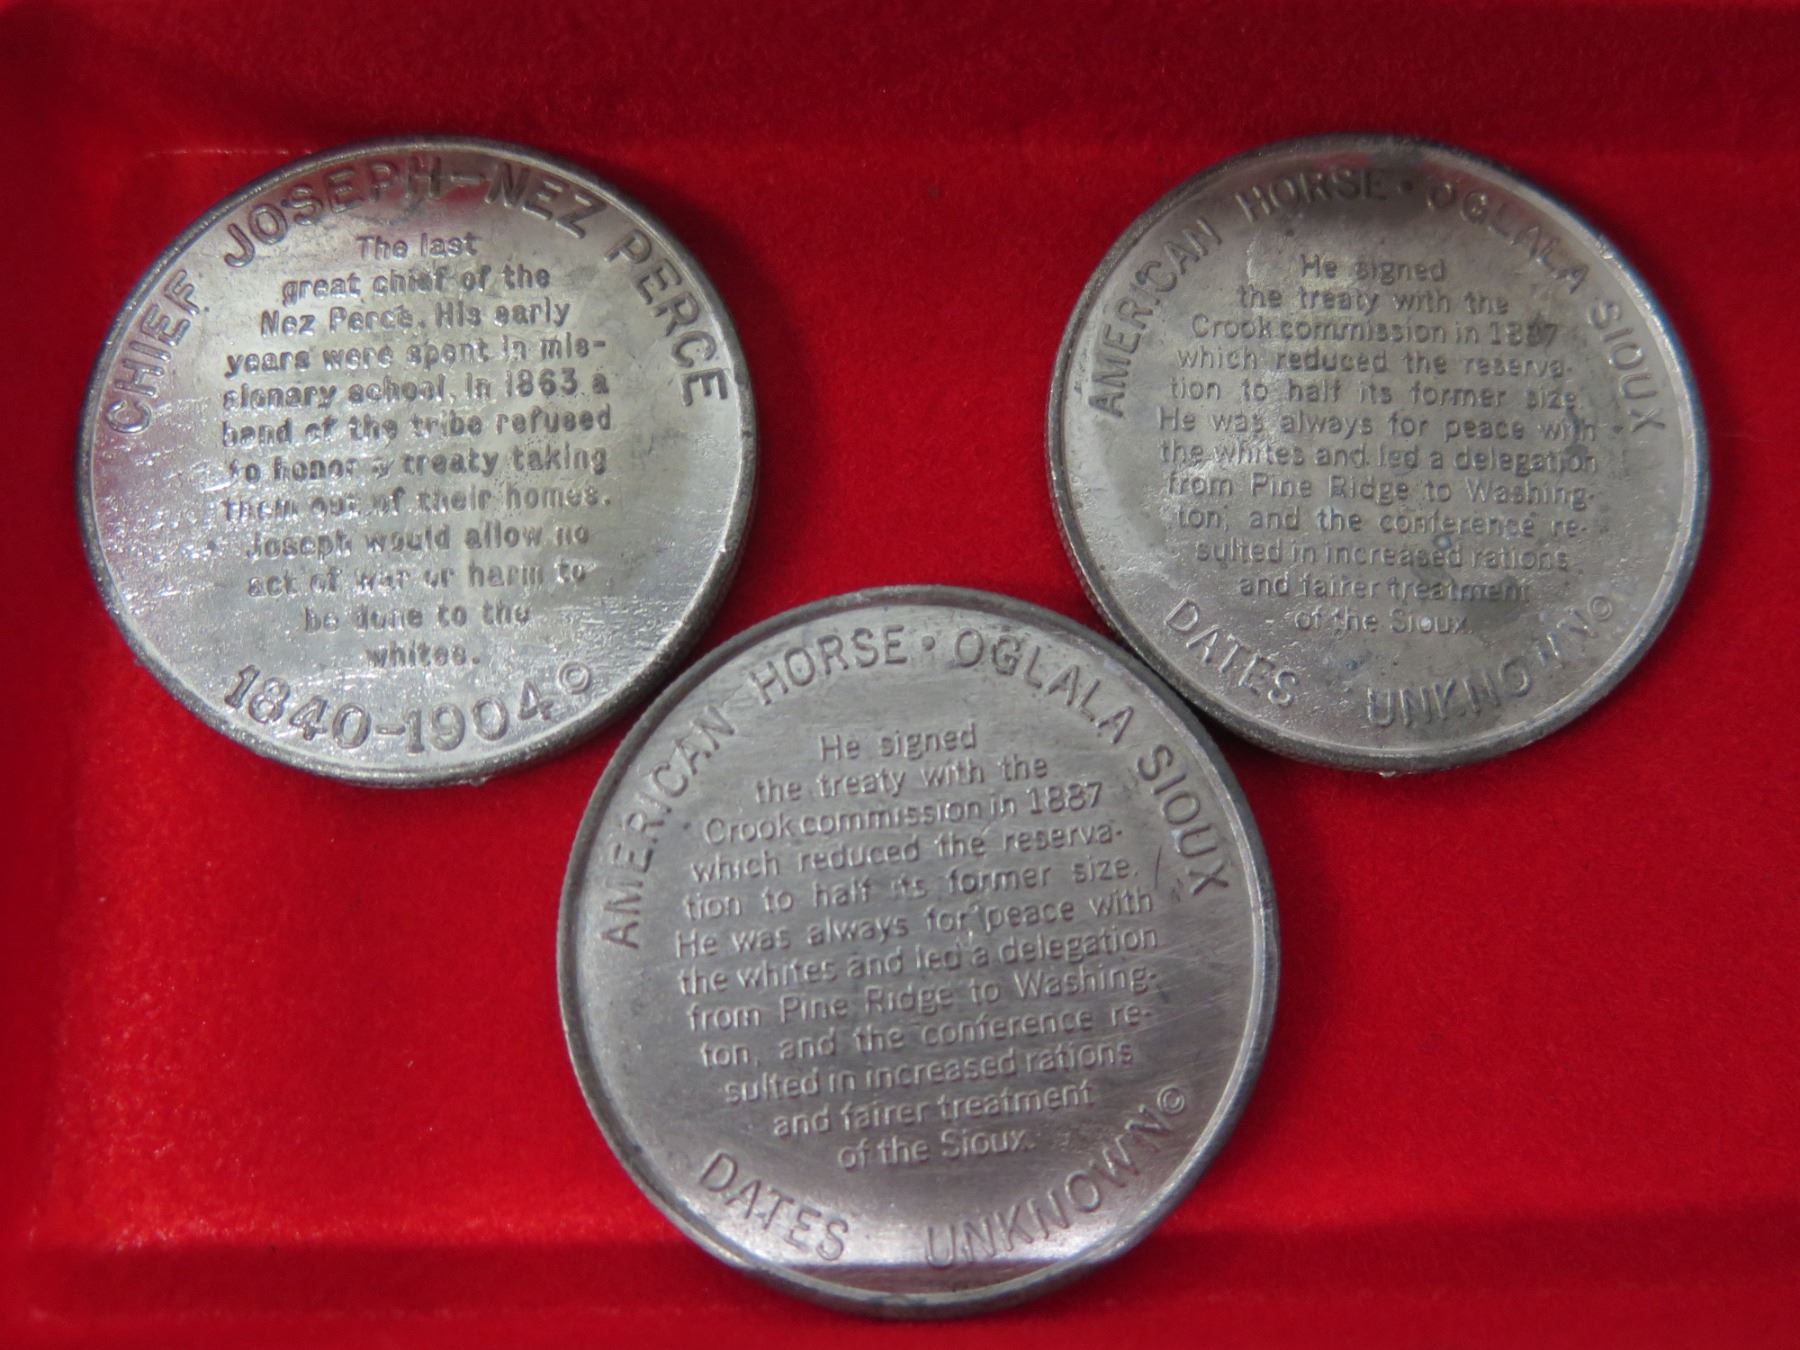 CHIEF JOSEPH–NEZ PERCE
The last
great chief of the
Nez Perce. His early
years were spent in mis-
sionary school. In 1863 a
band of the tribe refused
to honor a treaty taking
them out of their homes.
Joseph would allow no
act of war or harm to
be done to the
whites.
1840–1904 ©
AMERICAN HORSE • OGLALA SIOUX
He signed
the treaty with the
Crook commission in 1887
which reduced the reserva-
tion to half its former size.
He was always for peace with
the whites and led a delegation
from Pine Ridge to Washing-
ton, and the conference re-
sulted in increased rations
and fairer treatment
of the Sioux.
DATES UNKNOWN ©
AMERICAN HORSE • OGLALA SIOUX
He signed
the treaty with the
Crook commission in 1887
which reduced the reserva-
tion to half its former size.
He was always for peace with
the whites and led a delegation
from Pine Ridge to Washing-
ton, and the conference re-
sulted in increased rations
and fairer treatment
of the Sioux.
DATES UNKNOWN ©